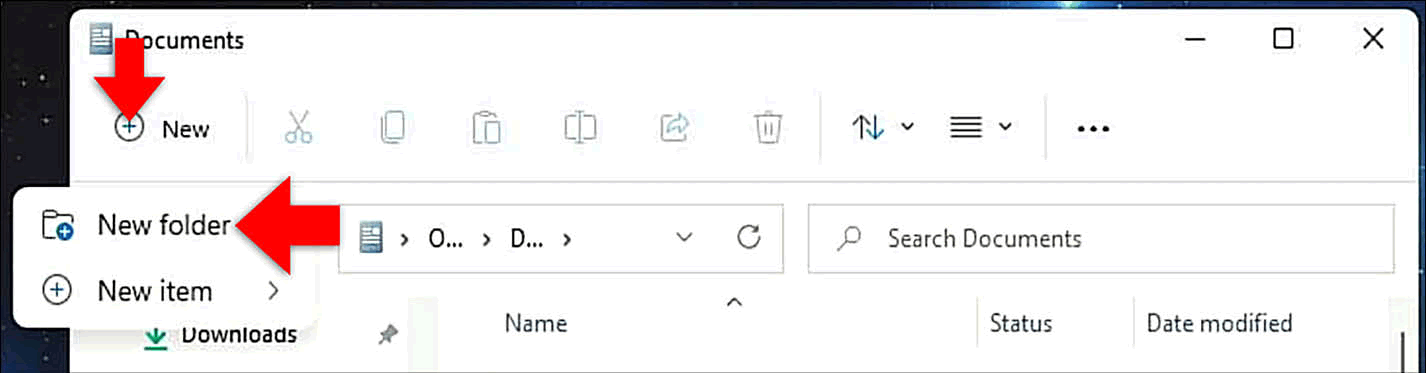 Documents
New
New folder
O... D...
Search Documents
New item
Name Status Date modified
Downloads